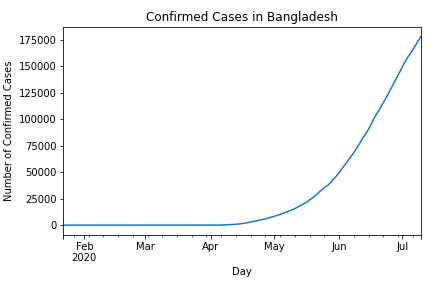 Confirmed Cases in Bangladesh
175000
150000
125000
100000
75000
50000
25000
0
Number of Confirmed Cases
Feb Mar Apr May Jun Jul
2020
Day